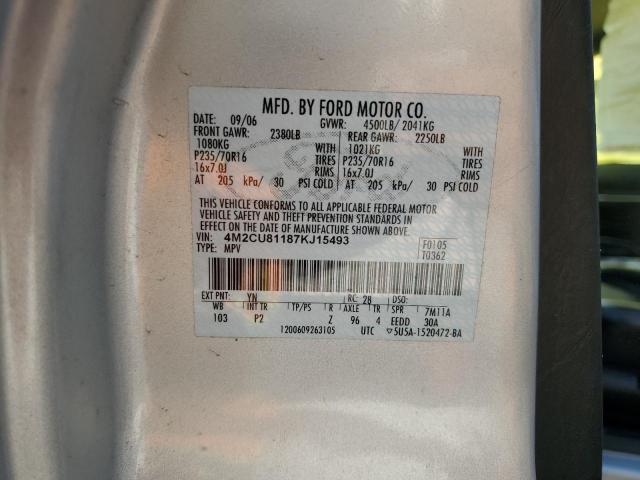 MFD. BY FORD MOTOR CO.
DATE: 09/06 GVWR: 4500LB/ 2041KG
FRONT GAWR: 2380LB REAR GAWR: 2250LB
1080KG WITH 1021KG WITH
P235/70R16 TIRES P235/70R16 TIRES
16x7.0J RIMS 16x7.0J RIMS
AT 205 kPa/ 30 PSI COLD AT 205 kPa/ 30 PSI COLD
THIS VEHICLE CONFORMS TO ALL APPLICABLE FEDERAL MOTOR
VEHICLE SAFETY AND THEFT PREVENTION STANDARDS IN
EFFECT ON THE DATE OF MANUFACTURE SHOWN ABOVE.
VIN: 4M2CU81187KJ15493 F0105
TYPE: MPV T0362
EXT PNT: YN RC: 28 DSO:
WB INT TR TP/PS R AXLE TR SPR 7M11A
103 P2 Z 96 4 EEDD 30A
1200609263105 UTC ▽5U5A-1520472-BA